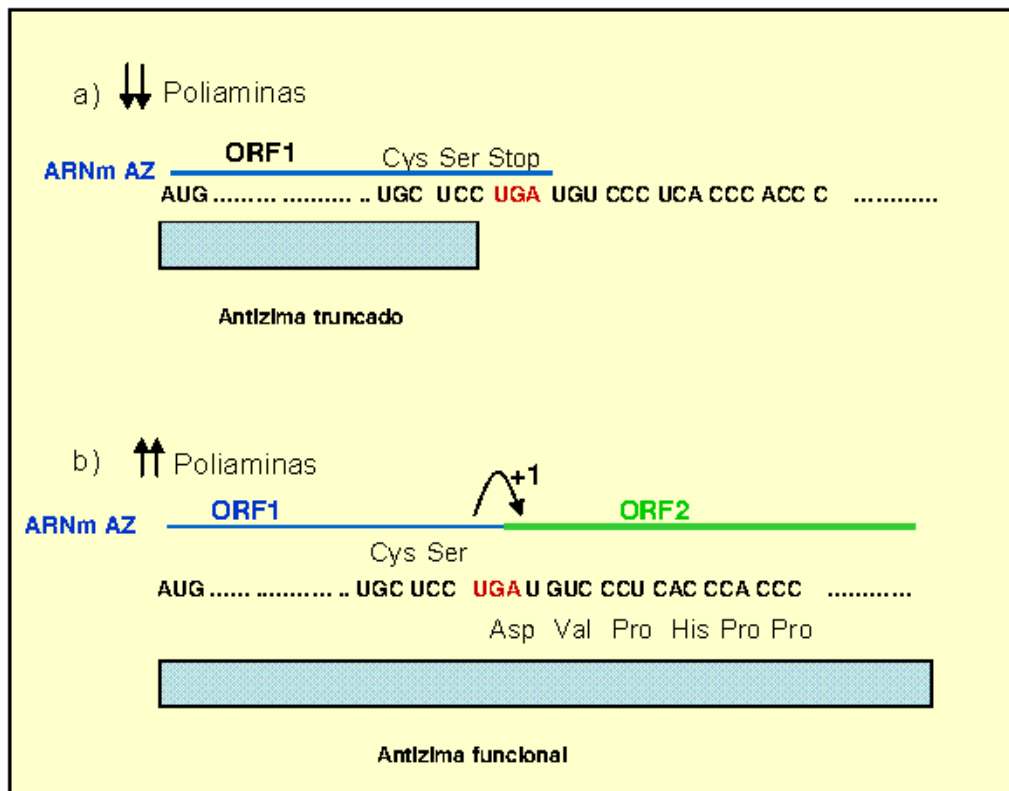 a) ↓↓ Poliaminas
ORF1 Cys Ser Stop
ARNm AZ
AUG ......... ........... .. UGC UCC UGA UGU CCC UCA CCC ACC C ............
Antizima truncado
b) ↑↑ Poliaminas
+1
ORF1 ORF2
ARNm AZ
Cys Ser
AUG ...... ............ .. UGC UCC UGA U GUC CCU CAC CCA CCC ............
Asp Val Pro His Pro Pro
Antizima funcional